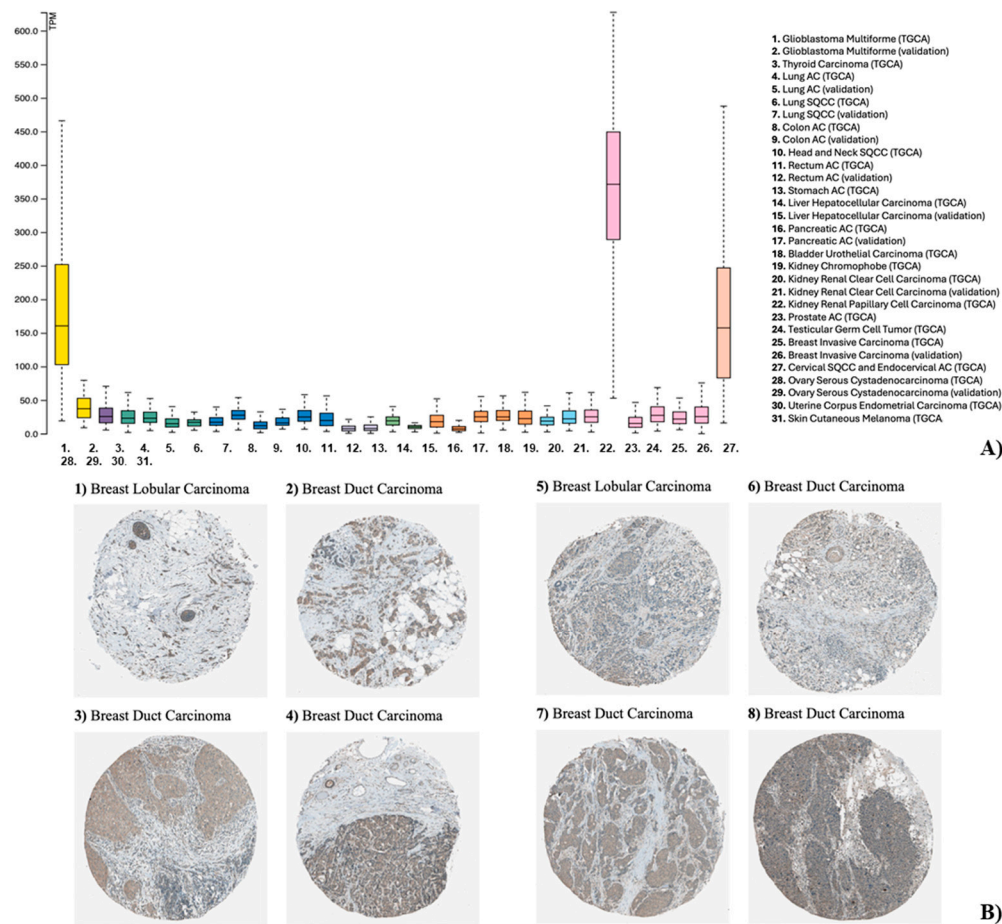 TPM
600.0
550.0
500.0
450.0
400.0
350.0
300.0
250.0
200.0
150.0
100.0
50.0
0.0
1. 2. 3. 4. 5. 6. 7. 8. 9. 10. 11. 12. 13. 14. 15. 16. 17. 18. 19. 20. 21. 22. 23. 24. 25. 26. 27.
28. 29. 30. 31.
1. Glioblastoma Multiforme (TGCA)
2. Glioblastoma Multiforme (validation)
3. Thyroid Carcinoma (TGCA)
4. Lung AC (TGCA)
5. Lung AC (validation)
6. Lung SQCC (TGCA)
7. Lung SQCC (validation)
8. Colon AC (TGCA)
9. Colon AC (validation)
10. Head and Neck SQCC (TGCA)
11. Rectum AC (TGCA)
12. Rectum AC (validation)
13. Stomach AC (TGCA)
14. Liver Hepatocellular Carcinoma (TGCA)
15. Liver Hepatocellular Carcinoma (validation)
16. Pancreatic AC (TGCA)
17. Pancreatic AC (validation)
18. Bladder Urothelial Carcinoma (TGCA)
19. Kidney Chromophobe (TGCA)
20. Kidney Renal Clear Cell Carcinoma (TGCA)
21. Kidney Renal Clear Cell Carcinoma (validation)
22. Kidney Renal Papillary Cell Carcinoma (TGCA)
23. Prostate AC (TGCA)
24. Testicular Germ Cell Tumor (TGCA)
25. Breast Invasive Carcinoma (TGCA)
26. Breast Invasive Carcinoma (validation)
27. Cervical SQCC and Endocervical AC (TGCA)
28. Ovary Serous Cystadenocarcinoma (TGCA)
29. Ovary Serous Cystadenocarcinoma (validation)
30. Uterine Corpus Endometrial Carcinoma (TGCA)
31. Skin Cutaneous Melanoma (TGCA
A)
1) Breast Lobular Carcinoma
2) Breast Duct Carcinoma
5) Breast Lobular Carcinoma
6) Breast Duct Carcinoma
3) Breast Duct Carcinoma
4) Breast Duct Carcinoma
7) Breast Duct Carcinoma
8) Breast Duct Carcinoma
B)